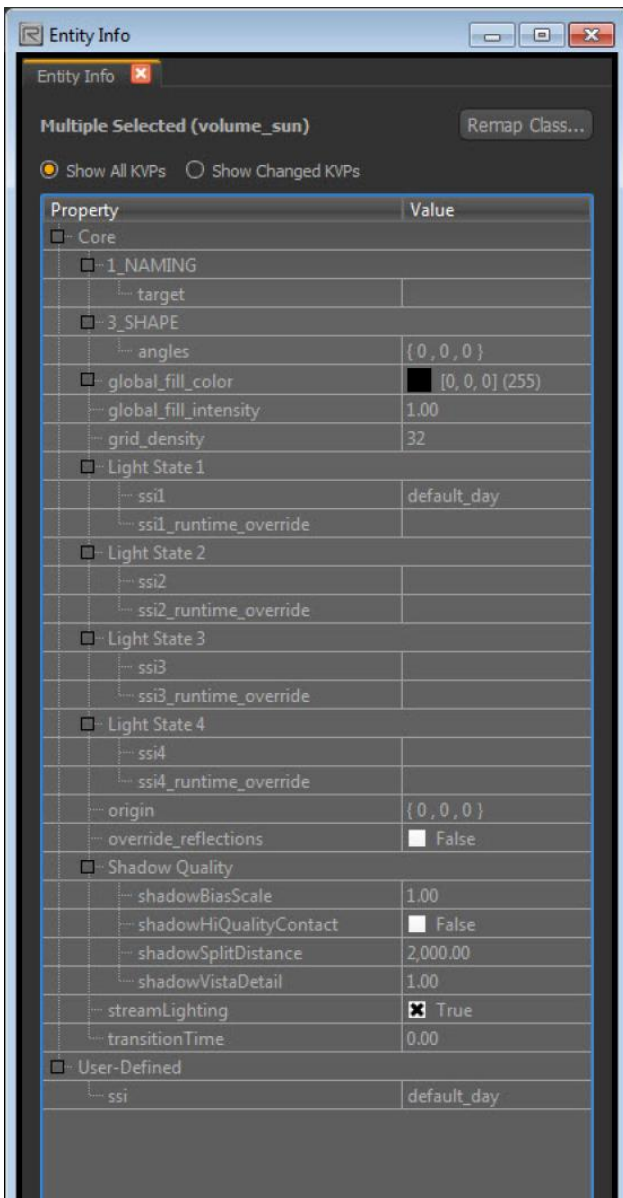 Entity Info
Entity Info
Multiple Selected (volume_sun) Remap Class...
Show All KVPs Show Changed KVPs
Property Value
Core
1_NAMING
target
3_SHAPE
angles { 0 , 0 , 0 }
global_fill_color [0, 0, 0] (255)
global_fill_intensity 1.00
grid_density 32
Light State 1
ssi1 default_day
ssi1_runtime_override
Light State 2
ssi2
ssi2_runtime_override
Light State 3
ssi3
ssi3_runtime_override
Light State 4
ssi4
ssi4_runtime_override
origin { 0 , 0 , 0 }
override_reflections False
Shadow Quality
shadowBiasScale 1.00
shadowHiQualityContact False
shadowSplitDistance 2,000.00
shadowVistaDetail 1.00
streamLighting True
transitionTime 0.00
User-Defined
ssi default_day